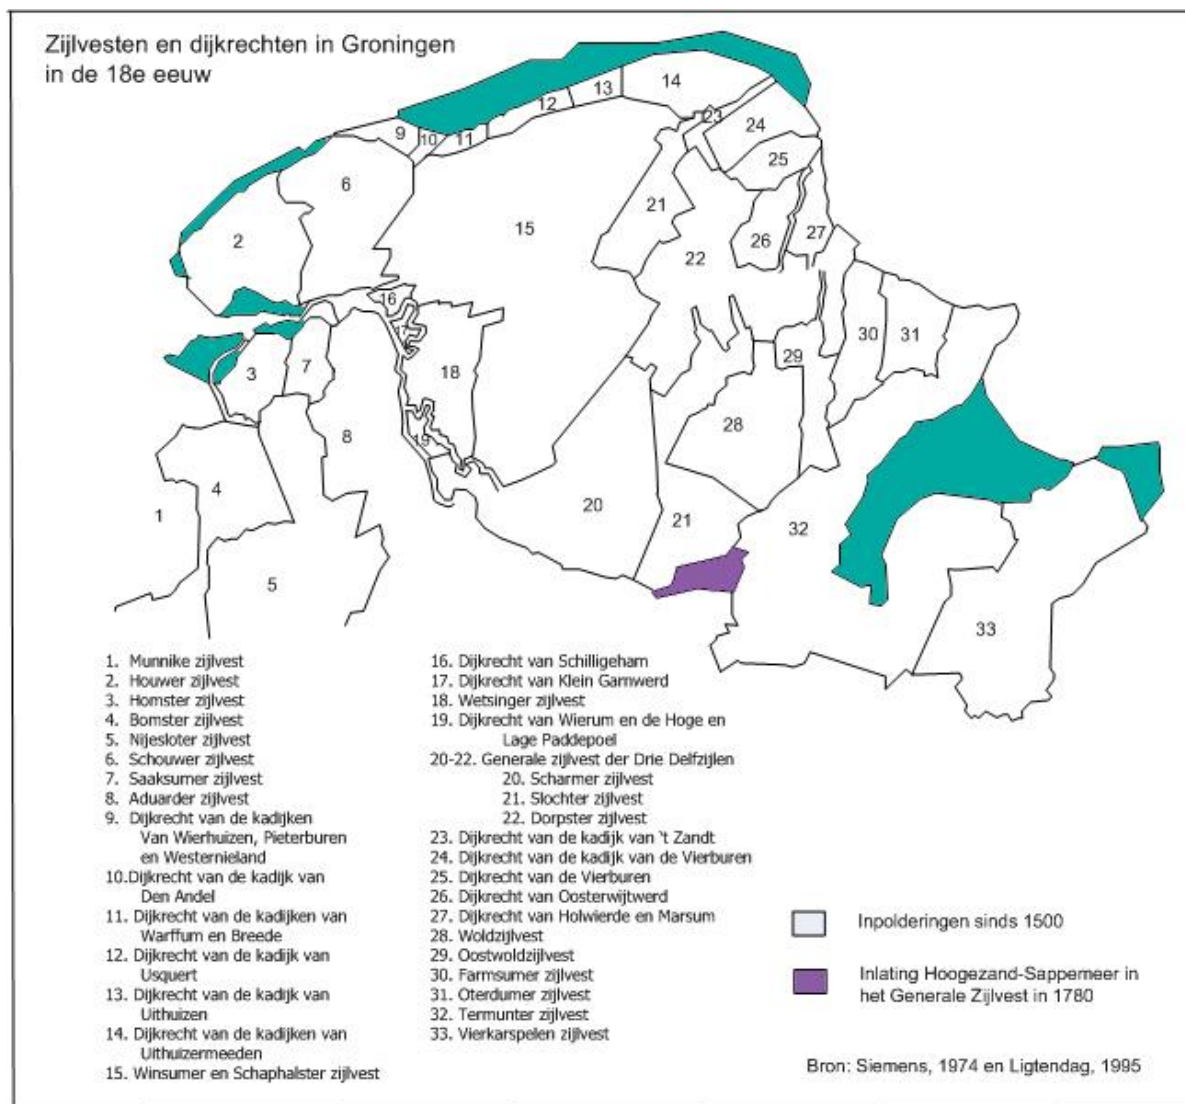 Zijlvesten en dijkrechten in Groningen
in de 18e eeuw
14
13
12
23
24
9
10
11
25
6
21
15
2
26
27
22
16
17
30
31
29
3
7
18
28
8
19
4
20
1
21
32
5
33
1. Munnike zijlvest
2. Houwer zijlvest
3. Homster zijlvest
4. Bomster zijlvest
5. Nijesloter zijlvest
6. Schouwer zijlvest
7. Saaksumer zijlvest
8. Aduarder zijlvest
9. Dijkrecht van de kadijken
Van Wierhuizen, Pieterburen
en Westernieland
10.Dijkrecht van de kadijk van
Den Andel
11. Dijkrecht van de kadijken van
Warffum en Breede
12. Dijkrecht van de kadijk van
Usquert
13. Dijkrecht van de kadijk van
Uithuizen
14. Dijkrecht van de kadijken van
Uithuizermeeden
15. Winsumer en Schaphalster zijlvest
16. Dijkrecht van Schilligeham
17. Dijkrecht van Klein Garnwerd
18. Wetsinger zijlvest
19. Dijkrecht van Wierum en de Hoge en
Lage Paddepoel
20-22. Generale zijlvest der Drie Delfzijlen
20. Scharmer zijlvest
21. Slochter zijlvest
22. Dorpster zijlvest
23. Dijkrecht van de kadijk van 't Zandt
24. Dijkrecht van de kadijk van de Vierburen
25. Dijkrecht van de Vierburen
26. Dijkrecht van Oosterwijtwerd
27. Dijkrecht van Holwierde en Marsum
28. Woldzijlvest
29. Oostwoldzijlvest
30. Farmsumer zijlvest
31. Oterdumer zijlvest
32. Termunter zijlvest
33. Vierkarspelen zijlvest
Inpolderingen sinds 1500
Inlating Hoogezand-Sappemeer in
het Generale Zijlvest in 1780
Bron: Siemens, 1974 en Ligtendag, 1995